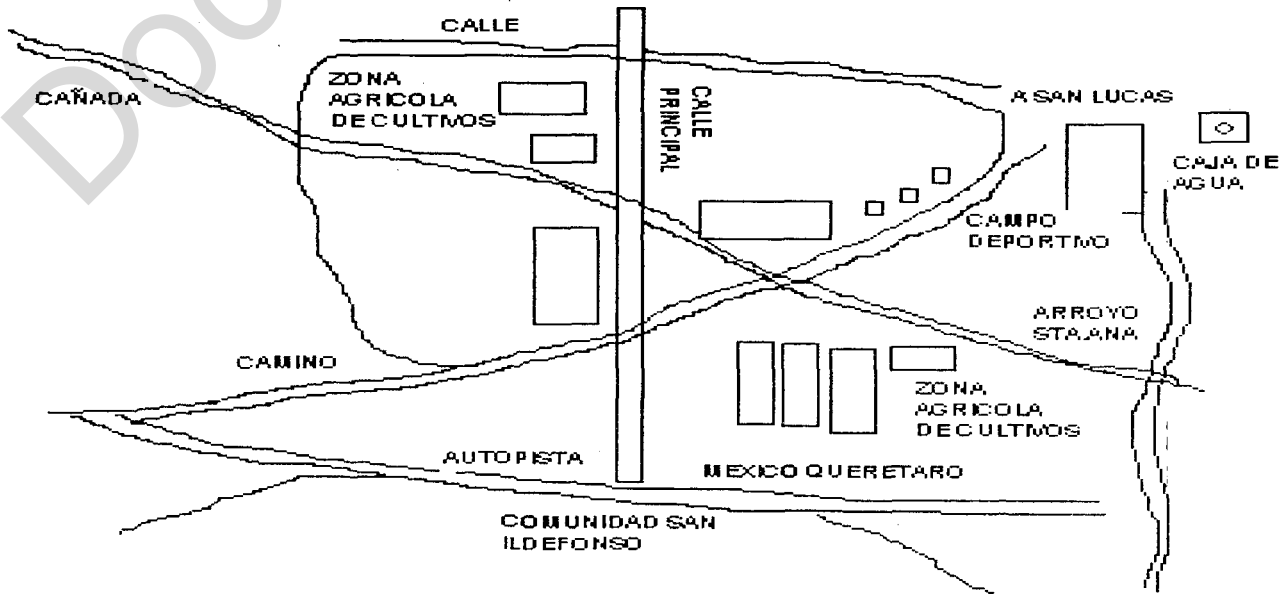 Doc
CALLE
CAÑADA
ZONA
AGRICOLA
DE CULTIVOS
CALLE
PRINCIPAL
A SAN LUCAS
CAJA DE
AGUA
CAMPO
DEPORTIVO
ARROYO
STA.ANA
CAMINO
ZONA
AGRICOLA
DE CULTIVOS
AUTOPISTA
MEXICO QUERETARO
COMUNIDAD SAN
ILDEFONSO